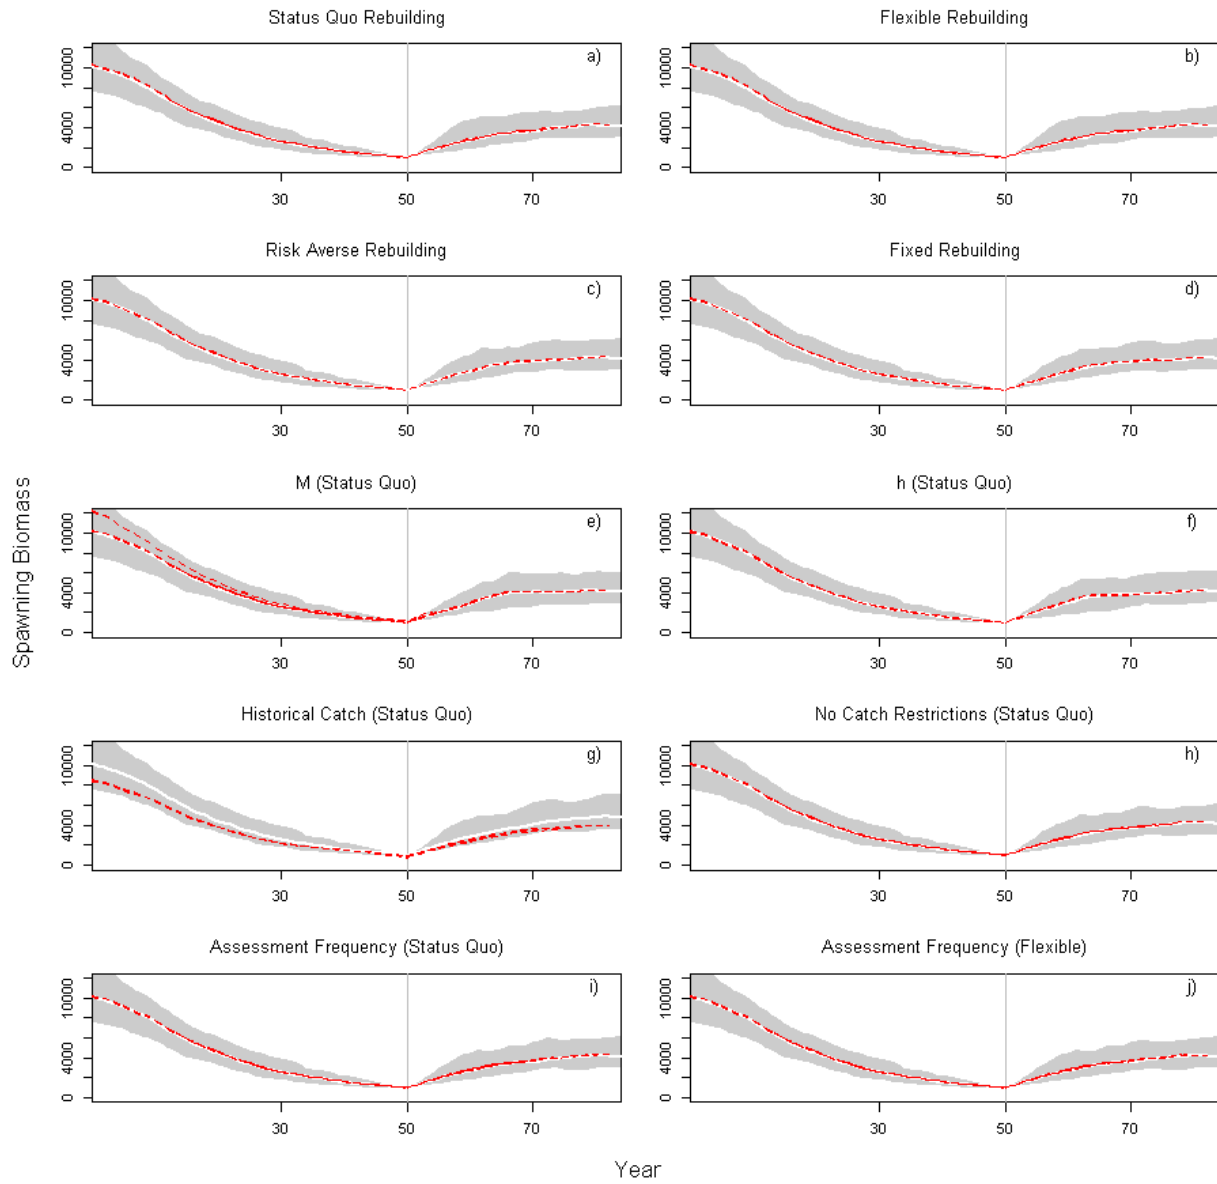 Status Quo Rebuilding
a)
0
4000
10000
30
50
70
Flexible Rebuilding
b)
0
4000
10000
30
50
70
Risk Averse Rebuilding
c)
0
4000
10000
30
50
70
Fixed Rebuilding
d)
0
4000
10000
30
50
70
M (Status Quo)
e)
0
4000
10000
30
50
70
h (Status Quo)
f)
0
4000
10000
30
50
70
Historical Catch (Status Quo)
g)
0
4000
10000
30
50
70
No Catch Restrictions (Status Quo)
h)
0
4000
10000
30
50
70
Assessment Frequency (Status Quo)
i)
0
4000
10000
30
50
70
Assessment Frequency (Flexible)
j)
0
4000
10000
30
50
70
Spawning Biomass
Year